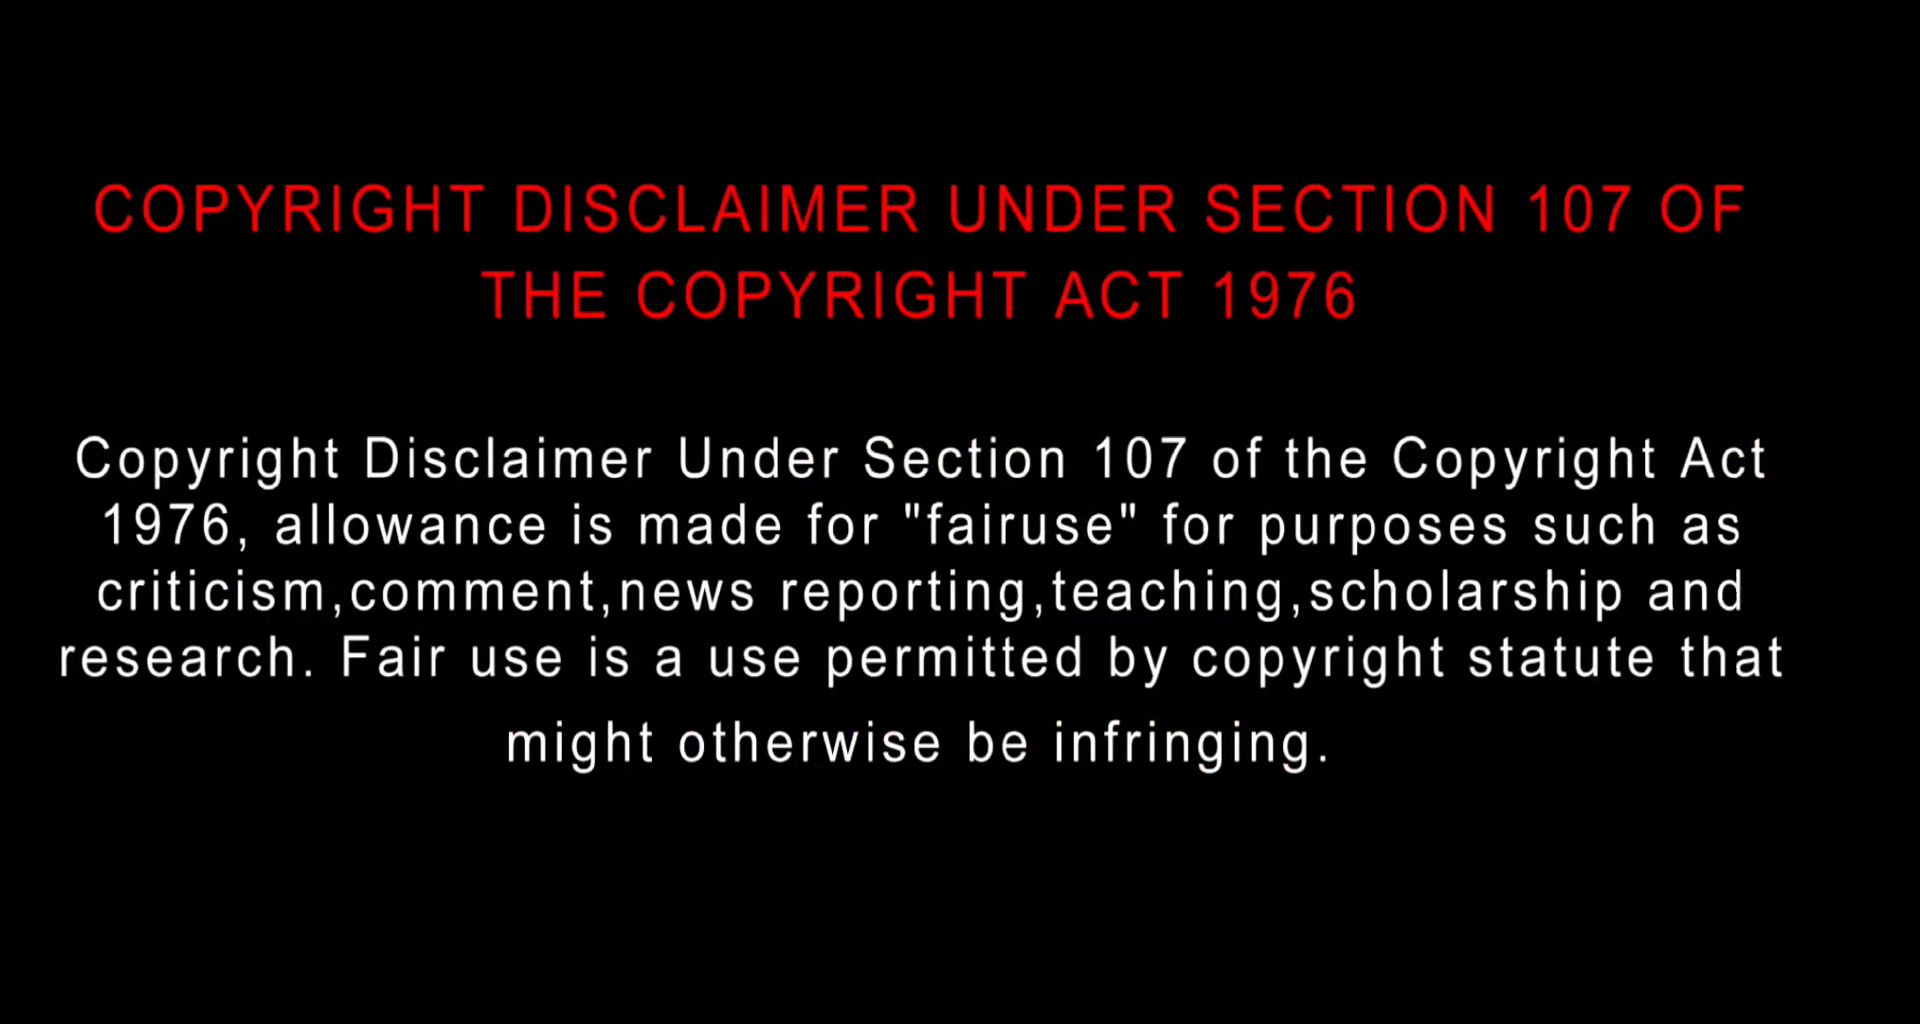 COPYRIGHT DISCLAIMER UNDER SECTION 107 OF
THE COPYRIGHT ACT 1976
Copyright Disclaimer Under Section 107 of the Copyright Act
1976, allowance is made for "fairuse" for purposes such as
criticism,comment,news reporting,teaching,scholarship and
research. Fair use is a use permitted by copyright statute that
might otherwise be infringing.